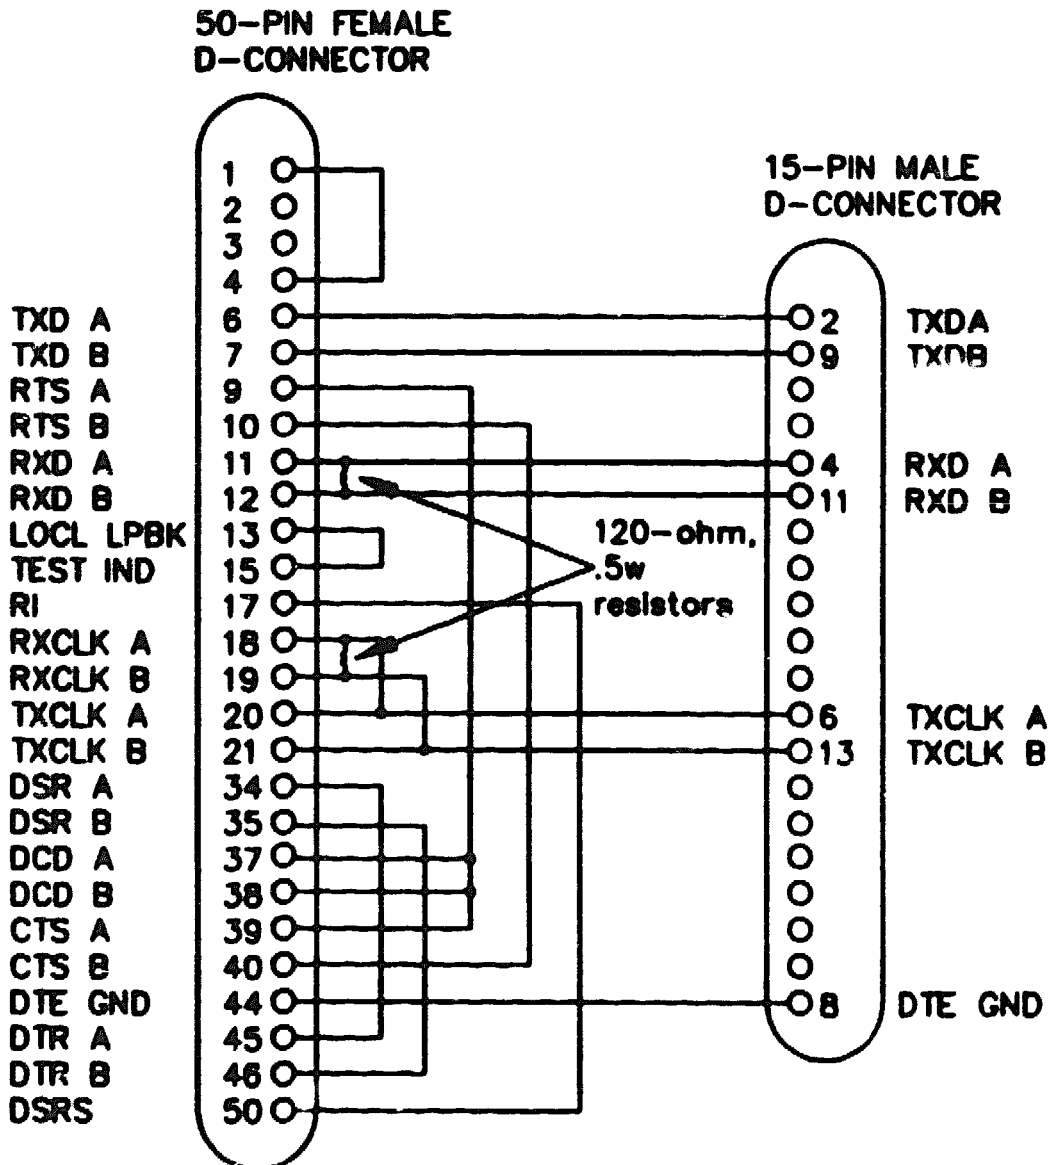 50-PIN FEMALE
D-CONNECTOR
15-PIN MALE
D-CONNECTOR
1
2
3
4
TXD A 6 2 TXDA
TXD B 7 9 TXDB
RTS A 9
RTS B 10
RXD A 11 4 RXD A
RXD B 12 11 RXD B
LOCL LPBK 13
120-ohm,
TEST IND 15
.5w
RI 17
resistors
RXCLK A 18
RXCLK B 19
TXCLK A 20 6 TXCLK A
TXCLK B 21 13 TXCLK B
DSR A 34
DSR B 35
DCD A 37
DCD B 38
CTS A 39
CTS B 40
DTE GND 44 8 DTE GND
DTR A 45
DTR B 46
DSRS 50